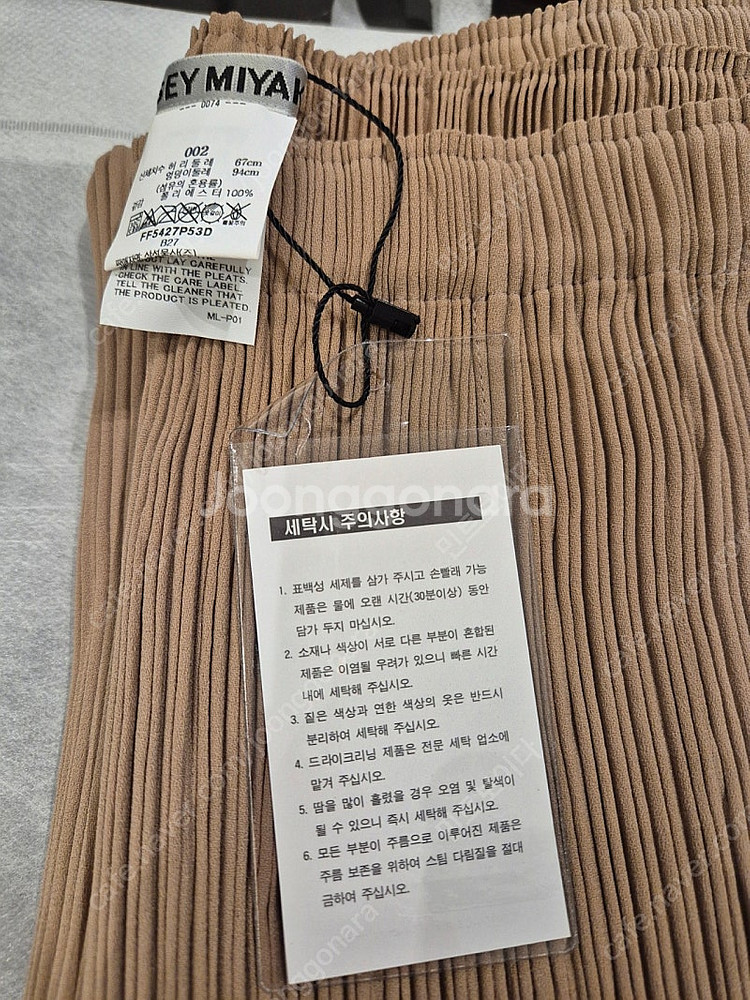 SEY MIYAK
--- 0074 ---
002
신체치수 허 리 둘 레 67cm
엉덩이둘레 94cm
(섬유의 혼용률)
겉감 폴 리 에 스 터 100%
FF5427P53D
B27
삼성물산(주)
OUT LAY CAREFULLY
IN LINE WITH THE PLEATS.
CHECK THE CARE LABEL.
TELL THE CLEANER THAT
THE PRODUCT IS PLEATED.
ML-P01
Joonggonara
세탁시 주의사항
1. 표백성 세제를 삼가 주시고 손빨래 가능
제품은 물에 오랜 시간(30분이상) 동안
담가 두지 마십시오.
2. 소재나 색상이 서로 다른 부분이 혼합된
제품은 이염될 우려가 있으니 빠른 시간
내에 세탁해 주십시오.
3. 짙은 색상과 연한 색상의 옷은 반드시
분리하여 세탁해 주십시오.
4. 드라이크리닝 제품은 전문 세탁 업소에
맡겨 주십시오.
5. 땀을 많이 흘렸을 경우 오염 및 탈색이
될 수 있으니 즉시 세탁해 주십시오.
6. 모든 부분이 주름으로 이루어진 제품은
주름 보존을 위하여 스팀 다림질을 절대
금하여 주십시오.